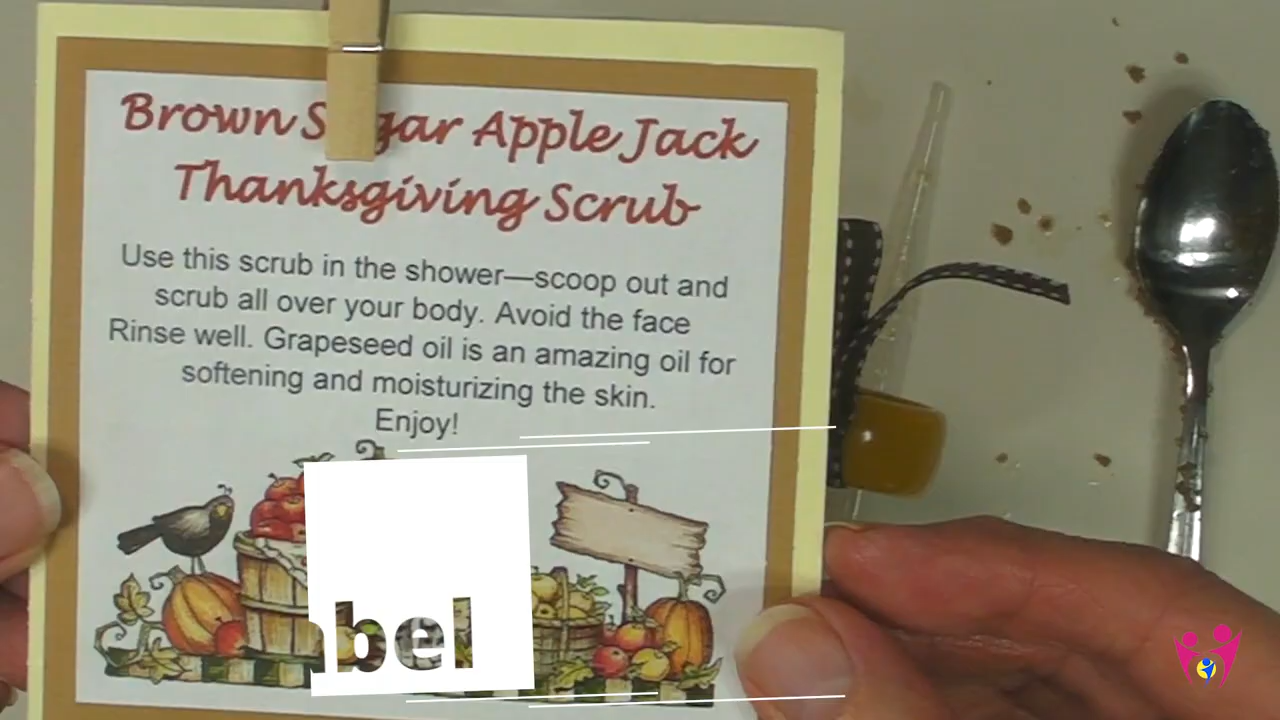 Brown Sugar Apple Jack
Thanksgiving Scrub
Use this scrub in the shower—scoop out and
scrub all over your body. Avoid the face
Rinse well. Grapeseed oil is an amazing oil for
softening and moisturizing the skin.
Enjoy!
bel